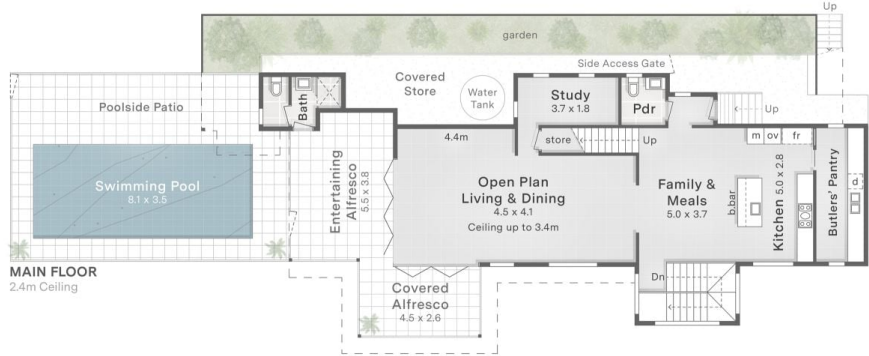 Up
garden
Side Access Gate
Covered
Store
Water
Tank
Study
3.7 x 1.8
Pdr
Up
Poolside Patio
Bath
4.4m
store
Up
m ov fr
Swimming Pool
8.1 x 3.5
Entertaining
Alfresco
5.5 x 3.8
Open Plan
Living & Dining
4.5 x 4.1
Ceiling up to 3.4m
Family &
Meals
5.0 x 3.7
b.bar
Kitchen 5.0 x 2.8
Butlers' Pantry
d
MAIN FLOOR
2.4m Ceiling
Dn
Covered
Alfresco
4.5 x 2.6